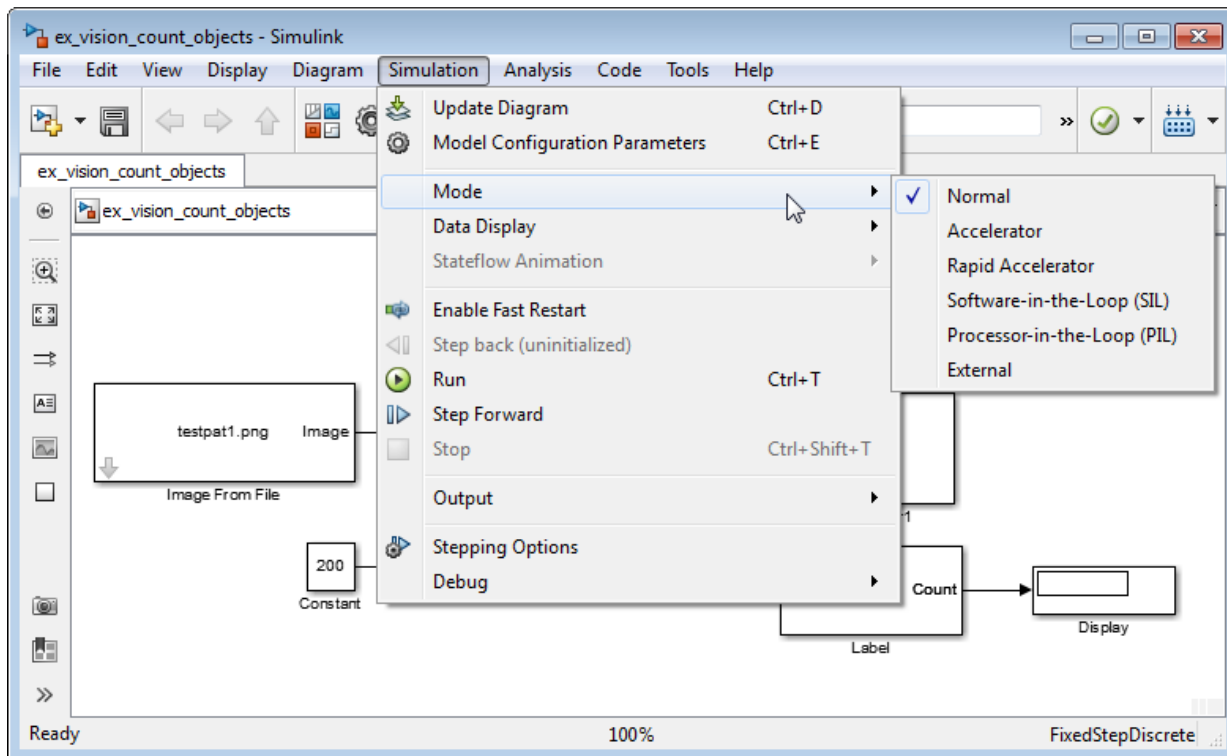 ex_vision_count_objects - Simulink
File Edit View Display Diagram Simulation Analysis Code Tools Help
ex_vision_count_objects
ex_vision_count_objects
Update Diagram Ctrl+D
Model Configuration Parameters Ctrl+E
Mode
Data Display
Stateflow Animation
Enable Fast Restart
Step back (uninitialized)
Run Ctrl+T
Step Forward
Stop Ctrl+Shift+T
Output
Stepping Options
Debug
Normal
Accelerator
Rapid Accelerator
Software-in-the-Loop (SIL)
Processor-in-the-Loop (PIL)
External
testpat1.png Image
Image From File
200
Constant
Count
Label
Display
Ready 100% FixedStepDiscrete